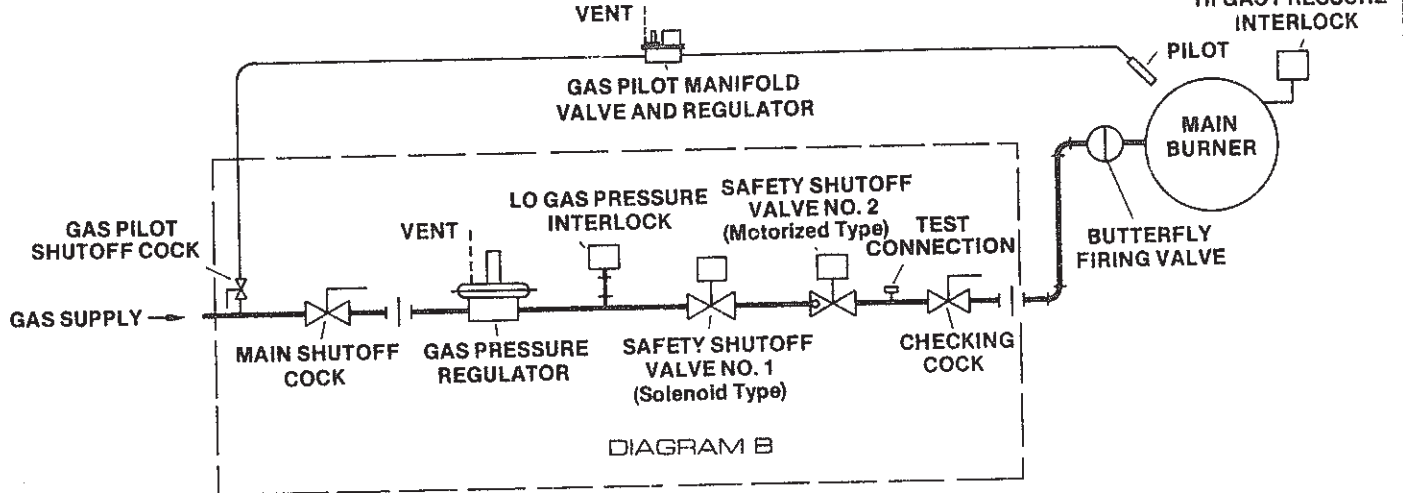 VENT
INTERLOCK
PILOT
GAS PILOT MANIFOLD
VALVE AND REGULATOR
MAIN
BURNER
LO GAS PRESSURE
INTERLOCK
SAFETY SHUTOFF
VALVE NO. 2
(Motorized Type)
TEST
CONNECTION
GAS PILOT
SHUTOFF COCK
VENT
BUTTERFLY
FIRING VALVE
GAS SUPPLY
MAIN SHUTOFF
COCK
GAS PRESSURE
REGULATOR
SAFETY SHUTOFF
VALVE NO. 1
(Solenoid Type)
CHECKING
COCK
DIAGRAM B